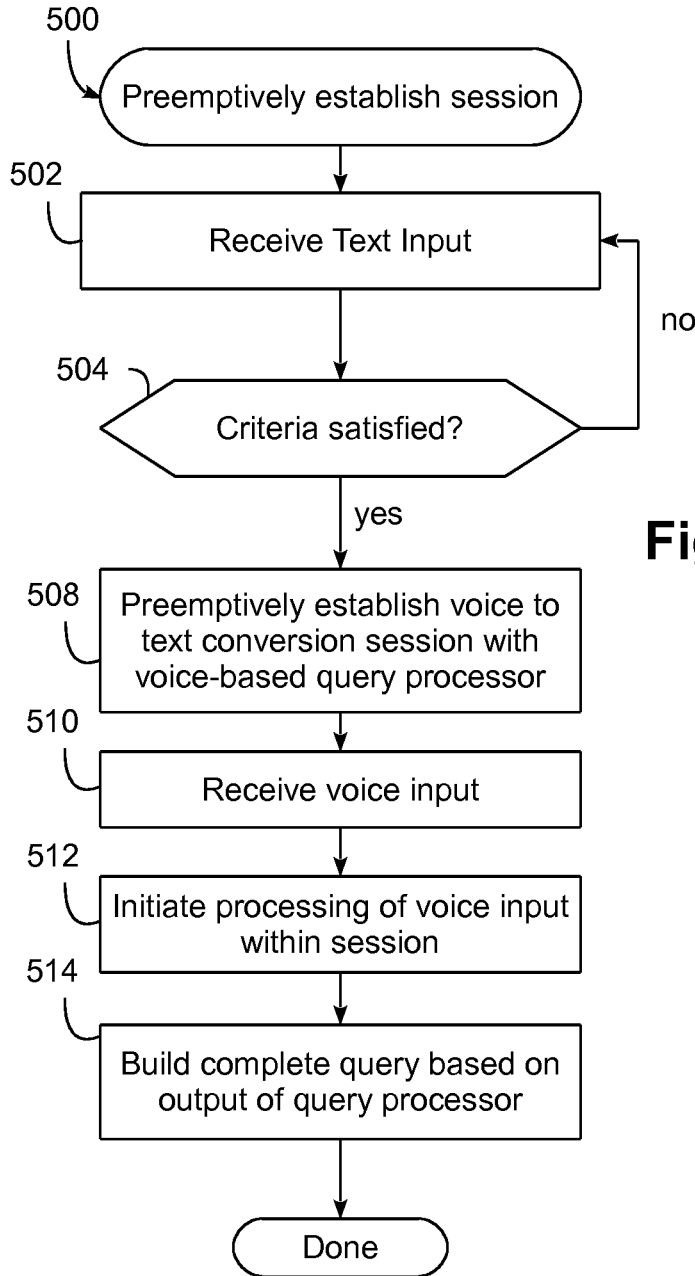 500
Preemptively establish session
502
Receive Text Input
no
504
Criteria satisfied?
yes
508
Preemptively establish voice to
text conversion session with
voice-based query processor
510
Receive voice input
512
Initiate processing of voice input
within session
514
Build complete query based on
output of query processor
Done